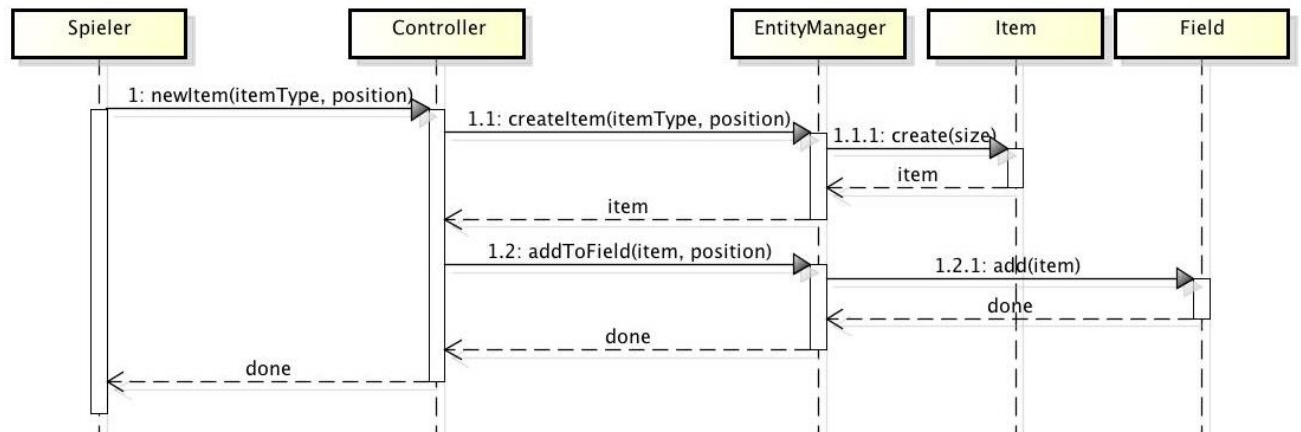 Spieler
Controller
EntityManager
Item
Field
1: newItem(itemType, position)
1.1: createItem(itemType, position)
1.1.1: create(size)
item
item
1.2: addToField(item, position)
1.2.1: add(item)
done
done
done